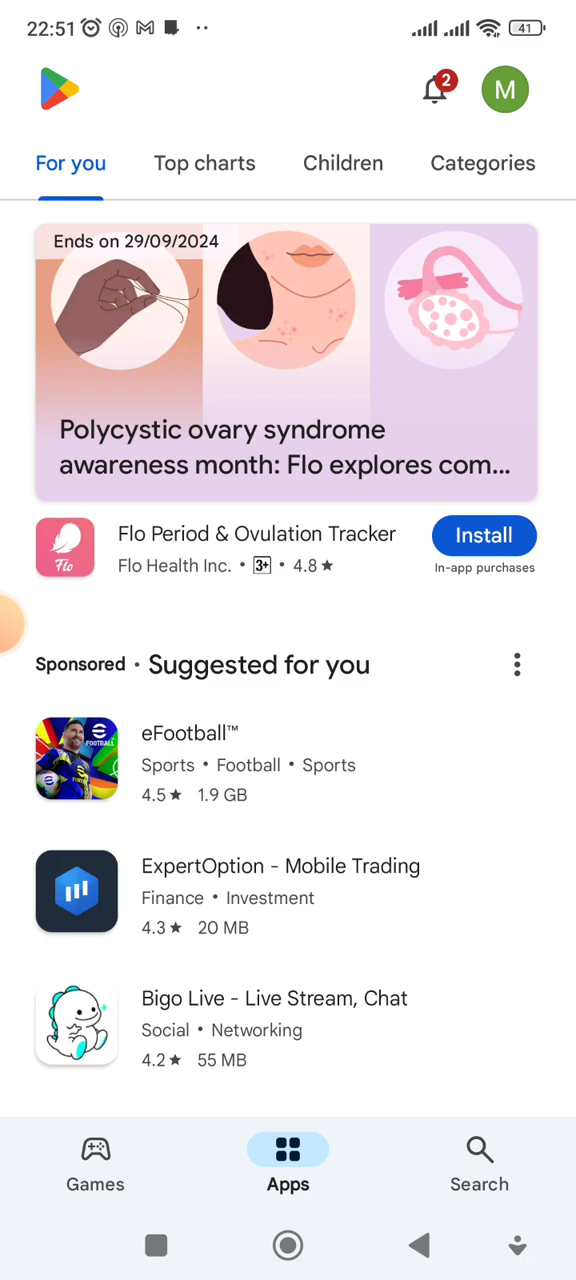 22:51
41
2
M
For you
Top charts
Children
Categories
Ends on 29/09/2024
Polycystic ovary syndrome
awareness month: Flo explores com...
Flo
Flo Period & Ovulation Tracker
Flo Health Inc. • 3+ • 4.8 ★
Install
In-app purchases
Sponsored • Suggested for you
eFootball™
Sports • Football • Sports
4.5 ★ 1.9 GB
ExpertOption - Mobile Trading
Finance • Investment
4.3 ★ 20 MB
Bigo Live - Live Stream, Chat
Social • Networking
4.2 ★ 55 MB
Games
Apps
Search